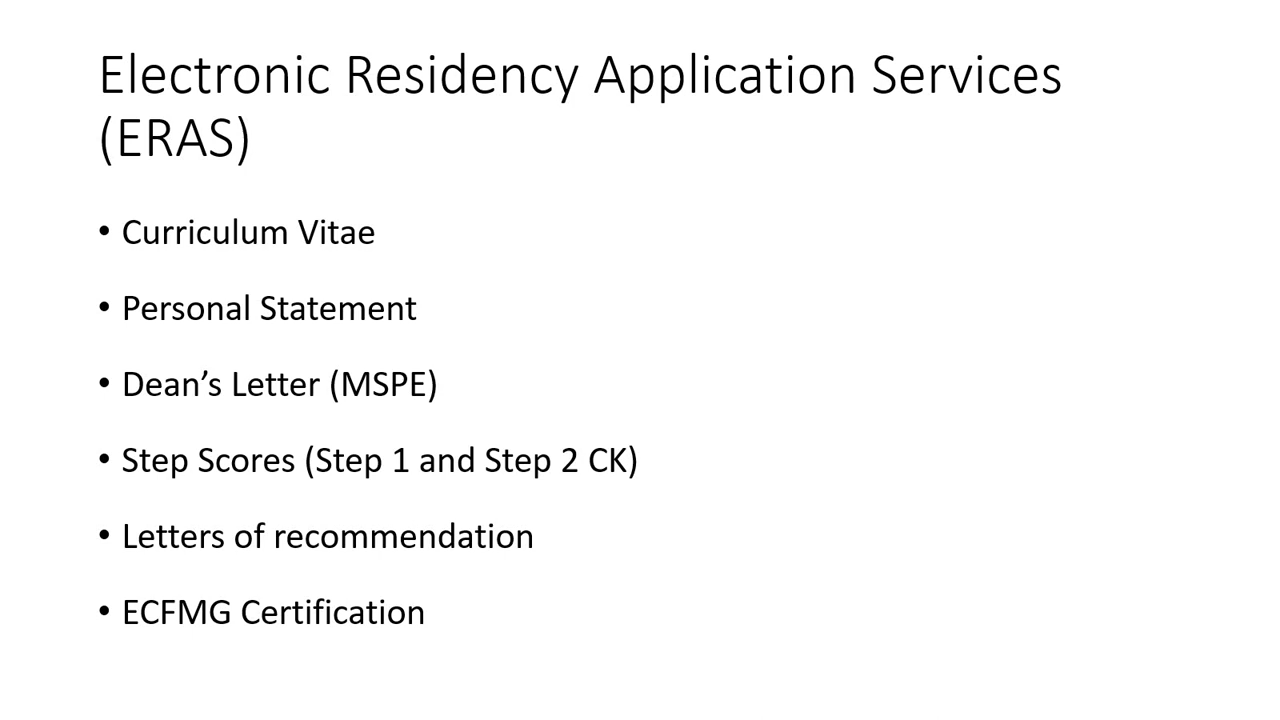 Electronic Residency Application Services
(ERAS)
• Curriculum Vitae
• Personal Statement
• Dean’s Letter (MSPE)
• Step Scores (Step 1 and Step 2 CK)
• Letters of recommendation
• ECFMG Certification